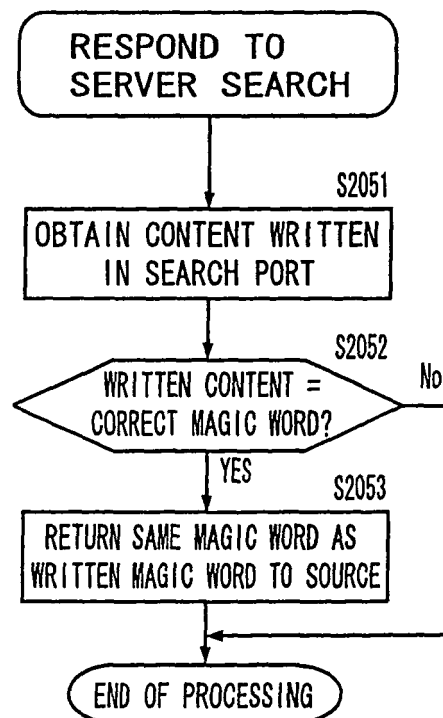 RESPOND TO
SERVER SEARCH
S2051
OBTAIN CONTENT WRITTEN
IN SEARCH PORT
S2052
WRITTEN CONTENT =
CORRECT MAGIC WORD?
No
YES
S2053
RETURN SAME MAGIC WORD AS
WRITTEN MAGIC WORD TO SOURCE
END OF PROCESSING